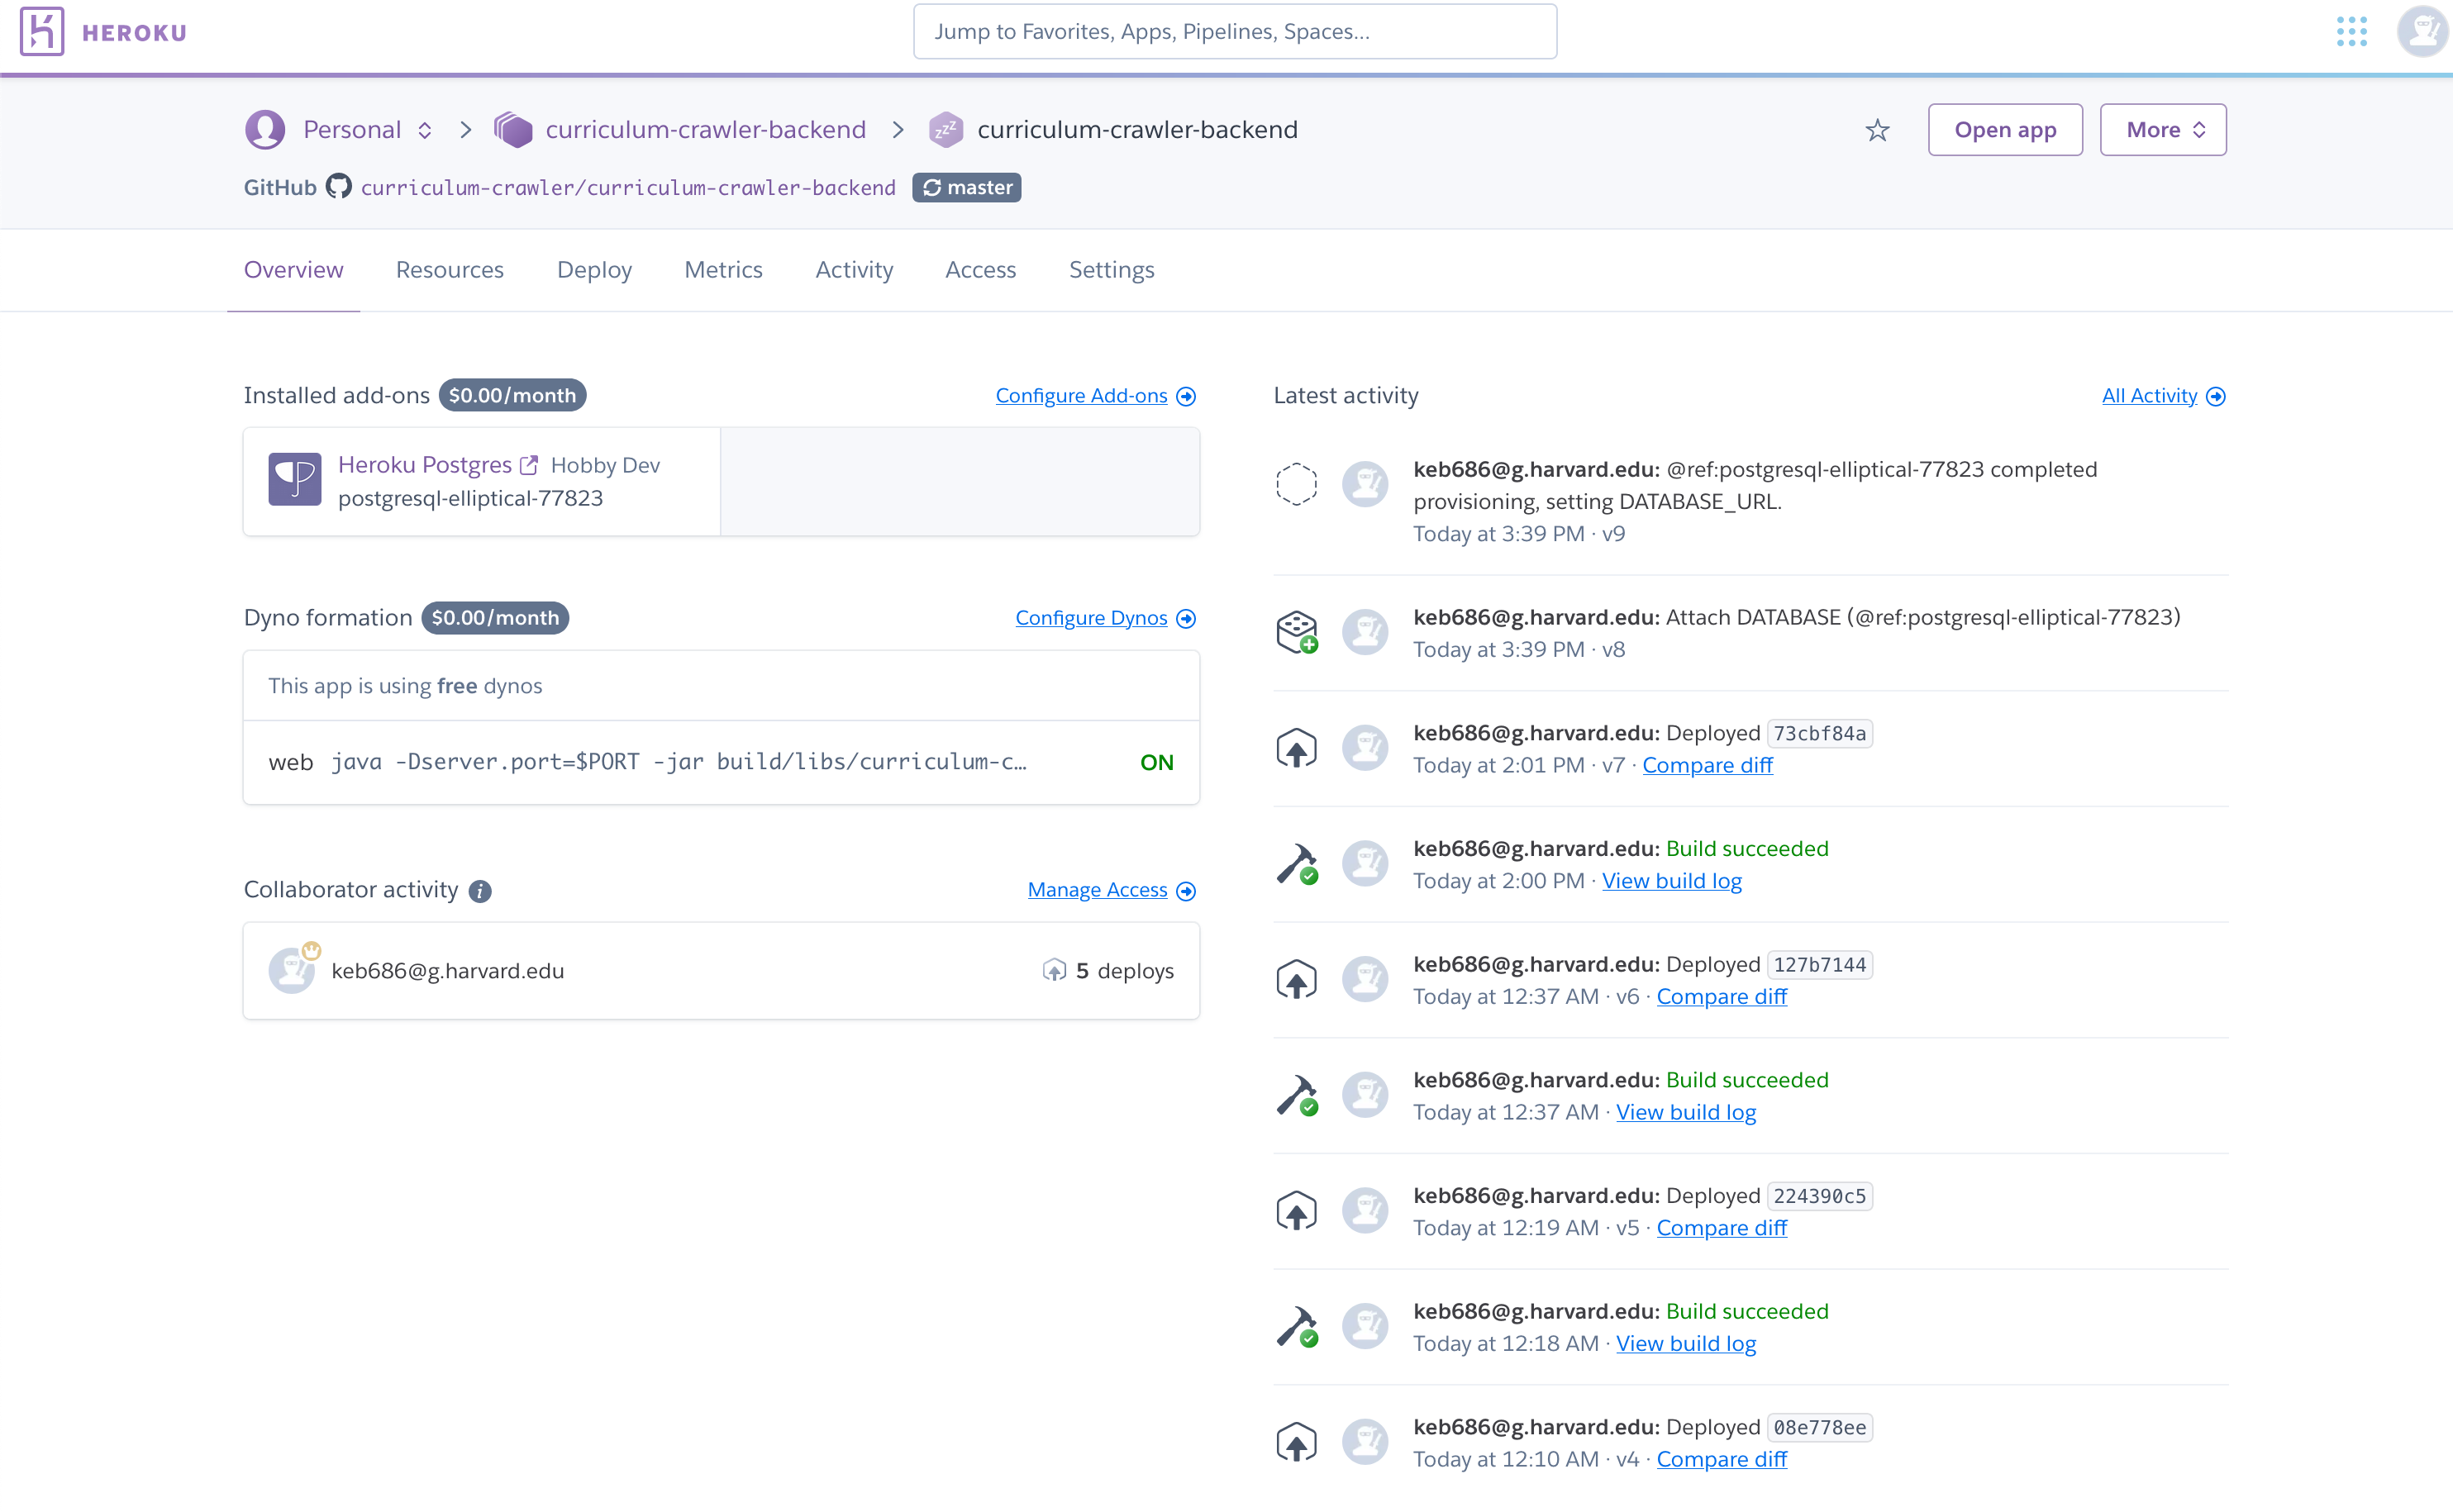 HEROKU
Jump to Favorites, Apps, Pipelines, Spaces...
Personal
curriculum-crawler-backend
zzz
curriculum-crawler-backend
Open app
More
GitHub curriculum-crawler/curriculum-crawler-backend master
Overview Resources Deploy Metrics Activity Access Settings
Installed add-ons $0.00/month Configure Add-ons
Heroku Postgres Hobby Dev
postgresql-elliptical-77823
Dyno formation $0.00/month Configure Dynos
This app is using free dynos
web java -Dserver.port=$PORT -jar build/libs/curriculum-c… ON
Collaborator activity i Manage Access
keb686@g.harvard.edu 5 deploys
Latest activity All Activity
keb686@g.harvard.edu: @ref:postgresql-elliptical-77823 completed
provisioning, setting DATABASE_URL.
Today at 3:39 PM · v9
keb686@g.harvard.edu: Attach DATABASE (@ref:postgresql-elliptical-77823)
Today at 3:39 PM · v8
keb686@g.harvard.edu: Deployed 73cbf84a
Today at 2:01 PM · v7 · Compare diff
keb686@g.harvard.edu: Build succeeded
Today at 2:00 PM · View build log
keb686@g.harvard.edu: Deployed 127b7144
Today at 12:37 AM · v6 · Compare diff
keb686@g.harvard.edu: Build succeeded
Today at 12:37 AM · View build log
keb686@g.harvard.edu: Deployed 224390c5
Today at 12:19 AM · v5 · Compare diff
keb686@g.harvard.edu: Build succeeded
Today at 12:18 AM · View build log
keb686@g.harvard.edu: Deployed 08e778ee
Today at 12:10 AM · v4 · Compare diff